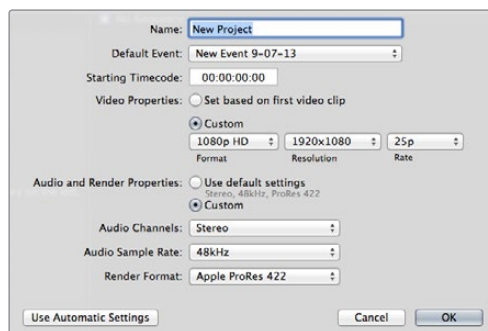 Name: New Project
Default Event: New Event 9-07-13
Starting Timecode: 00:00:00:00
Video Properties: Set based on first video clip
Custom
1080p HD 1920x1080 25p
Format Resolution Rate
Audio and Render Properties: Use default settings
Stereo, 48kHz, ProRes 422
Custom
Audio Channels: Stereo
Audio Sample Rate: 48kHz
Render Format: Apple ProRes 422
Use Automatic Settings Cancel OK